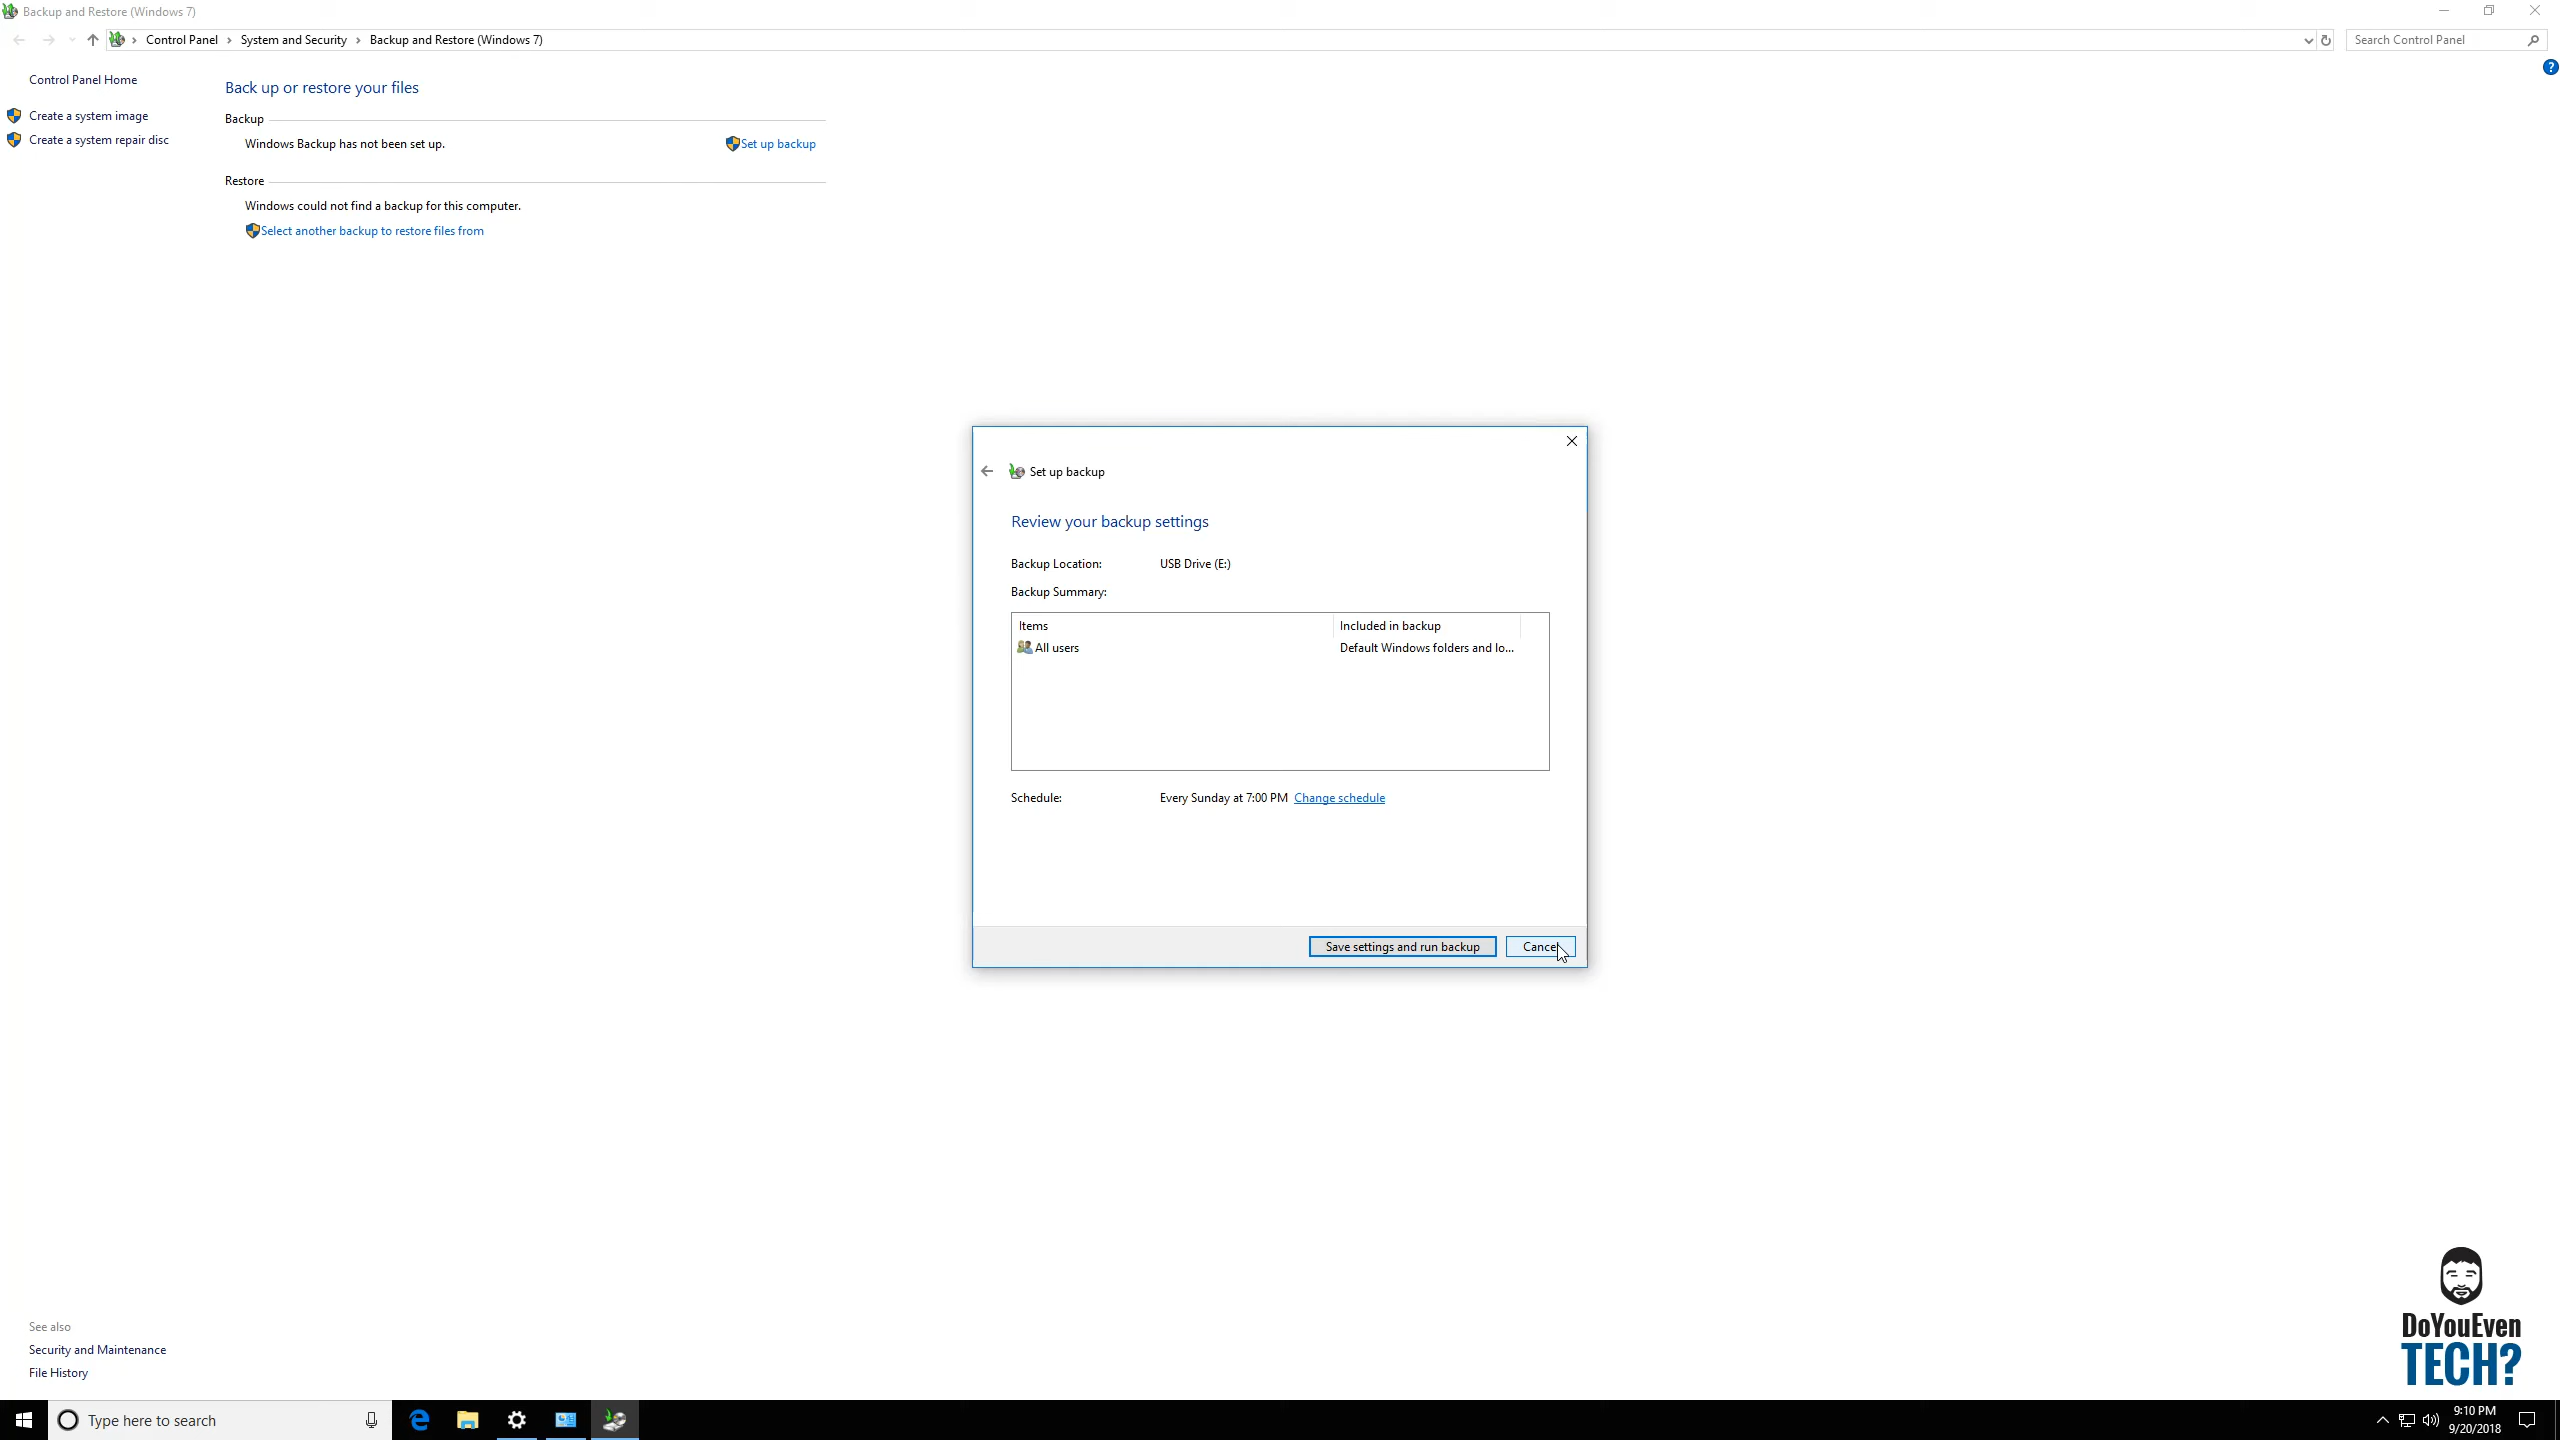 Backup and Restore (Windows 7)
Control Panel
System and Security
Backup and Restore (Windows 7)
Search Control Panel
?
Control Panel Home
Create a system image
Create a system repair disc
Back up or restore your files
Backup
Windows Backup has not been set up.
Set up backup
Restore
Windows could not find a backup for this computer.
Select another backup to restore files from
Set up backup
Review your backup settings
Backup Location: USB Drive (E:)
Backup Summary:
Items Included in backup
All users Default Windows folders and lo...
Schedule: Every Sunday at 7:00 PM Change schedule
Save settings and run backup
Cancel
See also
Security and Maintenance
File History
DoYouEven
TECH?
Type here to search
9:10 PM
9/20/2018